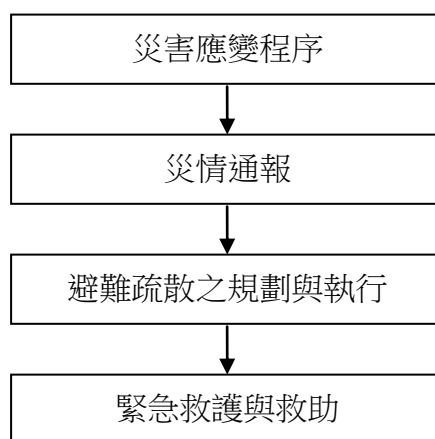 災害應變程序
災情通報
避難疏散之規劃與執行
緊急救護與救助